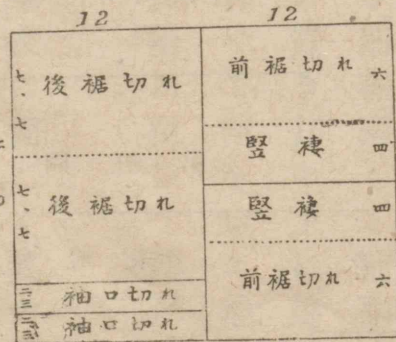 12 12
前裾切れ 六
竪褄 四
竪褄 四
前裾切れ 六
七、七 後裾切れ
七、七 後裾切れ
二三 袖口切れ
二三 袖口切れ